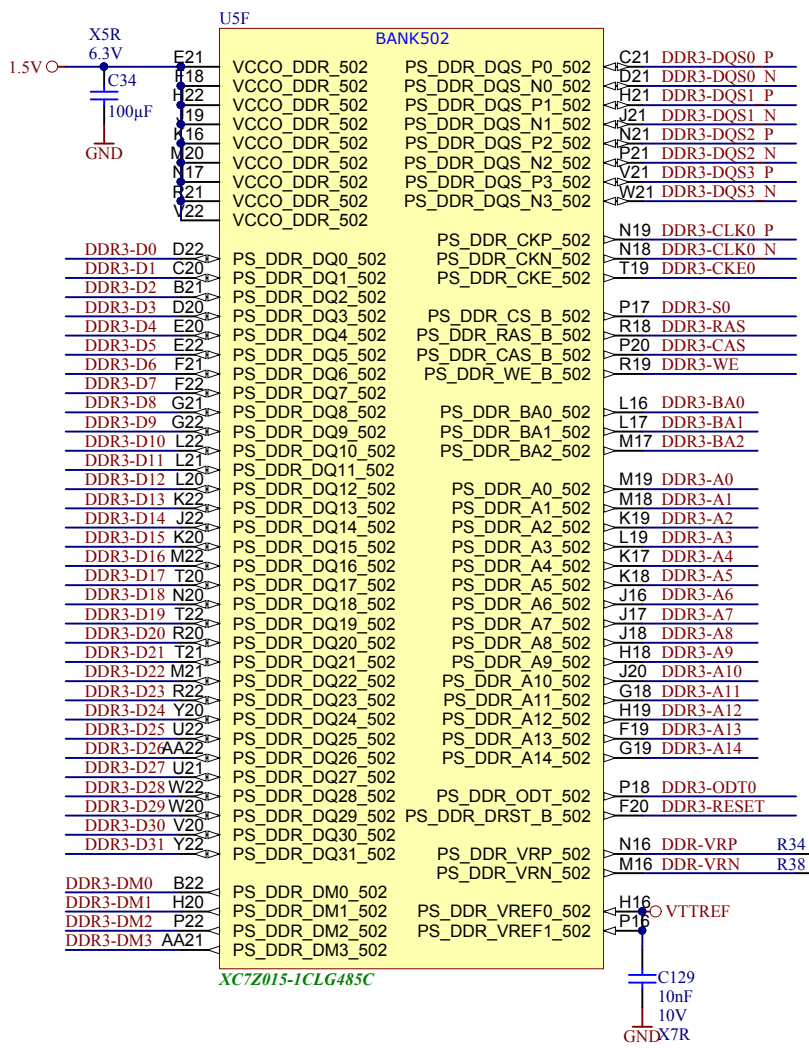 U5F
BANK502
X5R
6.3V
1.5V
C34
100µF
GND
E21 VCCO_DDR_502
F18 VCCO_DDR_502
H22 VCCO_DDR_502
J19 VCCO_DDR_502
K16 VCCO_DDR_502
M20 VCCO_DDR_502
N17 VCCO_DDR_502
R21 VCCO_DDR_502
V22 VCCO_DDR_502
DDR3-D0 D22 PS_DDR_DQ0_502
DDR3-D1 C20 PS_DDR_DQ1_502
DDR3-D2 B21 PS_DDR_DQ2_502
DDR3-D3 D20 PS_DDR_DQ3_502
DDR3-D4 E20 PS_DDR_DQ4_502
DDR3-D5 E22 PS_DDR_DQ5_502
DDR3-D6 F21 PS_DDR_DQ6_502
DDR3-D7 F22 PS_DDR_DQ7_502
DDR3-D8 G21 PS_DDR_DQ8_502
DDR3-D9 G22 PS_DDR_DQ9_502
DDR3-D10 L22 PS_DDR_DQ10_502
DDR3-D11 L21 PS_DDR_DQ11_502
DDR3-D12 L20 PS_DDR_DQ12_502
DDR3-D13 K22 PS_DDR_DQ13_502
DDR3-D14 J22 PS_DDR_DQ14_502
DDR3-D15 K20 PS_DDR_DQ15_502
DDR3-D16 M22 PS_DDR_DQ16_502
DDR3-D17 T20 PS_DDR_DQ17_502
DDR3-D18 N20 PS_DDR_DQ18_502
DDR3-D19 T22 PS_DDR_DQ19_502
DDR3-D20 R20 PS_DDR_DQ20_502
DDR3-D21 T21 PS_DDR_DQ21_502
DDR3-D22 M21 PS_DDR_DQ22_502
DDR3-D23 R22 PS_DDR_DQ23_502
DDR3-D24 Y20 PS_DDR_DQ24_502
DDR3-D25 U22 PS_DDR_DQ25_502
DDR3-D26 AA22 PS_DDR_DQ26_502
DDR3-D27 U21 PS_DDR_DQ27_502
DDR3-D28 W22 PS_DDR_DQ28_502
DDR3-D29 W20 PS_DDR_DQ29_502
DDR3-D30 V20 PS_DDR_DQ30_502
DDR3-D31 Y22 PS_DDR_DQ31_502
DDR3-DM0 B22 PS_DDR_DM0_502
DDR3-DM1 H20 PS_DDR_DM1_502
DDR3-DM2 P22 PS_DDR_DM2_502
DDR3-DM3 AA21 PS_DDR_DM3_502
PS_DDR_DQS_P0_502 C21 DDR3-DQS0_P
PS_DDR_DQS_N0_502 D21 DDR3-DQS0_N
PS_DDR_DQS_P1_502 H21 DDR3-DQS1_P
PS_DDR_DQS_N1_502 J21 DDR3-DQS1_N
PS_DDR_DQS_P2_502 N21 DDR3-DQS2_P
PS_DDR_DQS_N2_502 P21 DDR3-DQS2_N
PS_DDR_DQS_P3_502 V21 DDR3-DQS3_P
PS_DDR_DQS_N3_502 W21 DDR3-DQS3_N
PS_DDR_CKP_502 N19 DDR3-CLK0_P
PS_DDR_CKN_502 N18 DDR3-CLK0_N
PS_DDR_CKE_502 T19 DDR3-CKE0
PS_DDR_CS_B_502 P17 DDR3-S0
PS_DDR_RAS_B_502 R18 DDR3-RAS
PS_DDR_CAS_B_502 P20 DDR3-CAS
PS_DDR_WE_B_502 R19 DDR3-WE
PS_DDR_BA0_502 L16 DDR3-BA0
PS_DDR_BA1_502 L17 DDR3-BA1
PS_DDR_BA2_502 M17 DDR3-BA2
PS_DDR_A0_502 M19 DDR3-A0
PS_DDR_A1_502 M18 DDR3-A1
PS_DDR_A2_502 K19 DDR3-A2
PS_DDR_A3_502 L19 DDR3-A3
PS_DDR_A4_502 K17 DDR3-A4
PS_DDR_A5_502 K18 DDR3-A5
PS_DDR_A6_502 J16 DDR3-A6
PS_DDR_A7_502 J17 DDR3-A7
PS_DDR_A8_502 J18 DDR3-A8
PS_DDR_A9_502 H18 DDR3-A9
PS_DDR_A10_502 J20 DDR3-A10
PS_DDR_A11_502 G18 DDR3-A11
PS_DDR_A12_502 H19 DDR3-A12
PS_DDR_A13_502 F19 DDR3-A13
PS_DDR_A14_502 G19 DDR3-A14
PS_DDR_ODT_502 P18 DDR3-ODT0
PS_DDR_DRST_B_502 F20 DDR3-RESET
PS_DDR_VRP_502 N16 DDR-VRP R34
PS_DDR_VRN_502 M16 DDR-VRN R38
PS_DDR_VREF0_502 H16 VTTREF
PS_DDR_VREF1_502 P16
C129
10nF
10V
GND X7R
XC7Z015-1CLG485C